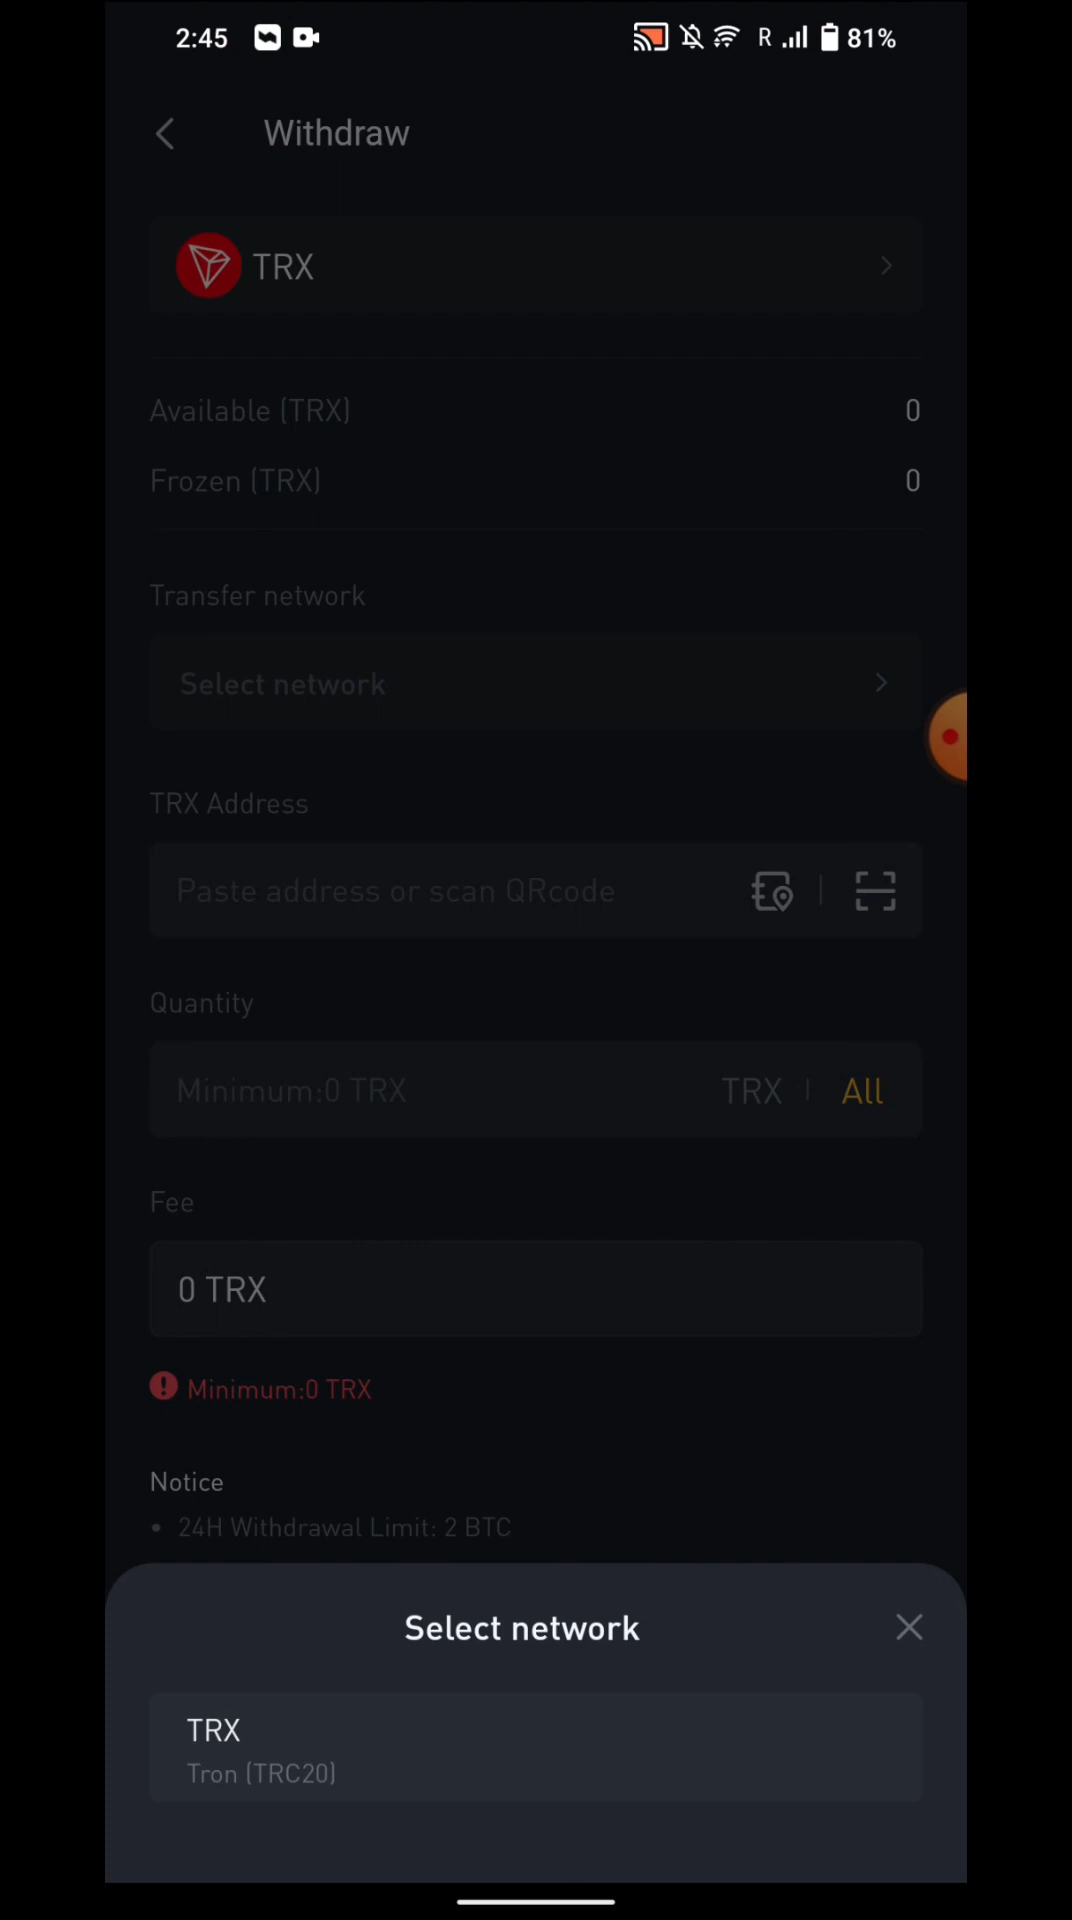 2:45 R 81%
Withdraw
TRX
Available (TRX) 0
Frozen (TRX) 0
Transfer network
Select network
TRX Address
Paste address or scan QRcode
Quantity
Minimum:0 TRX TRX All
Fee
0 TRX
Minimum:0 TRX
Notice
• 24H Withdrawal Limit: 2 BTC
Select network
TRX
Tron (TRC20)